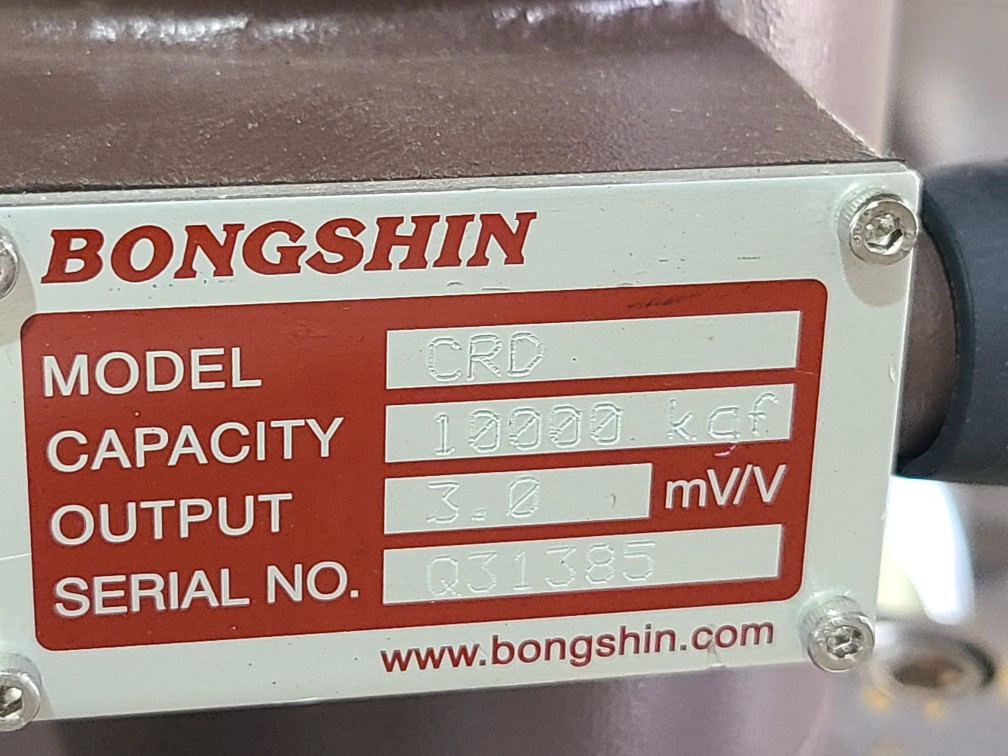 BONGSHIN
MODEL CRD
CAPACITY 10000 kgf
OUTPUT 3.0 mV/V
SERIAL NO. Q31385
www.bongshin.com